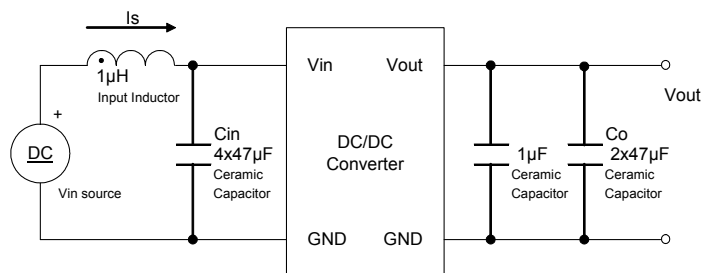 Is
1µH
Input Inductor
+
DC
Vin source
Cin
4x47µF
Ceramic
Capacitor
Vin
Vout
DC/DC
Converter
GND
GND
1µF
Ceramic
Capacitor
Co
2x47µF
Ceramic
Capacitor
Vout